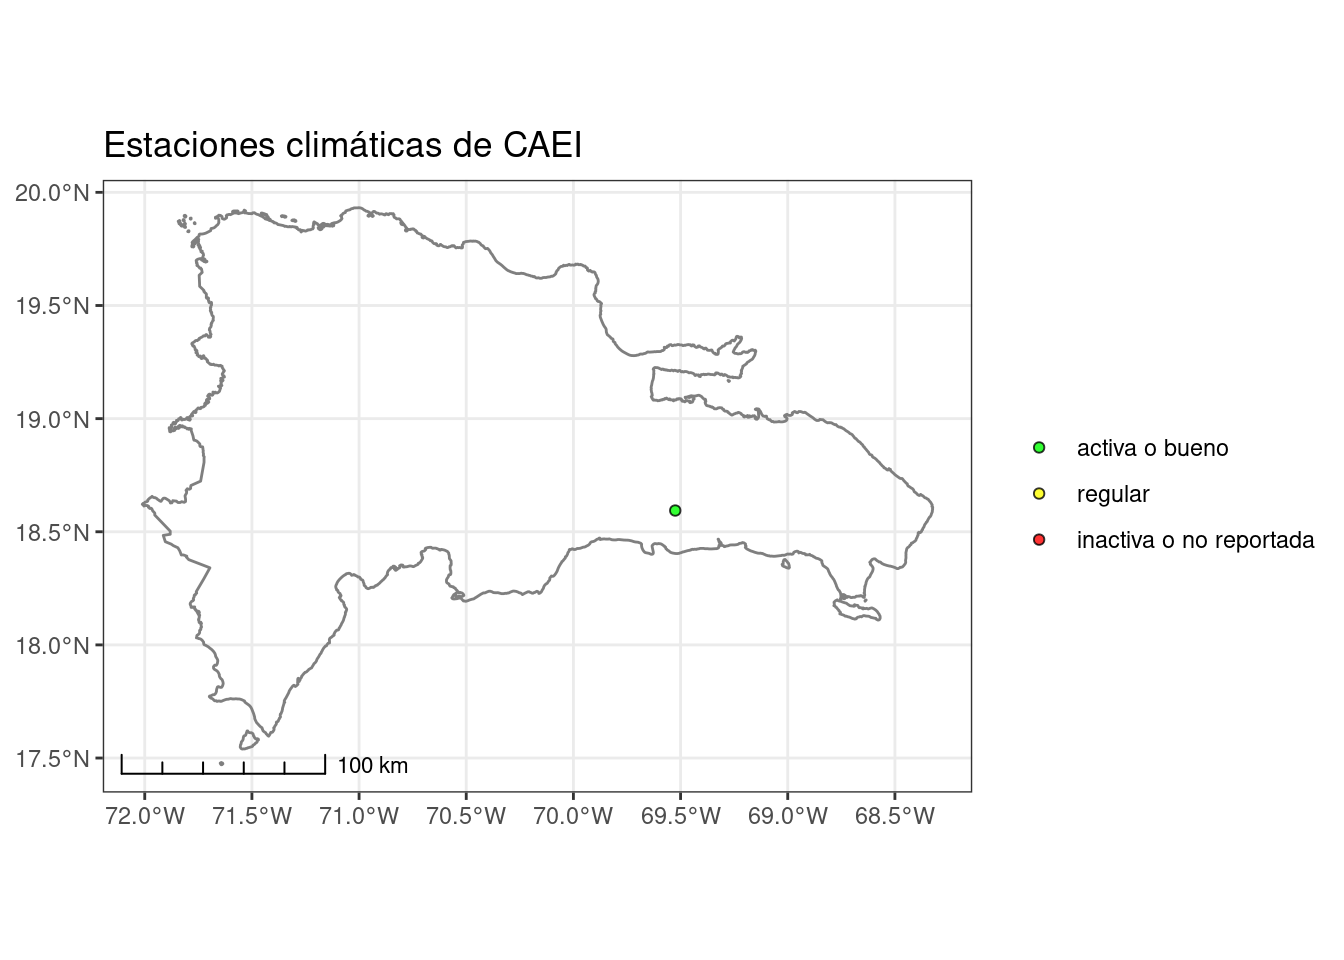 Estaciones climáticas de CAEI
20.0°N
19.5°N
19.0°N
18.5°N
18.0°N
17.5°N
100 km
72.0°W 71.5°W 71.0°W 70.5°W 70.0°W 69.5°W 69.0°W 68.5°W
activa o bueno
regular
inactiva o no reportada